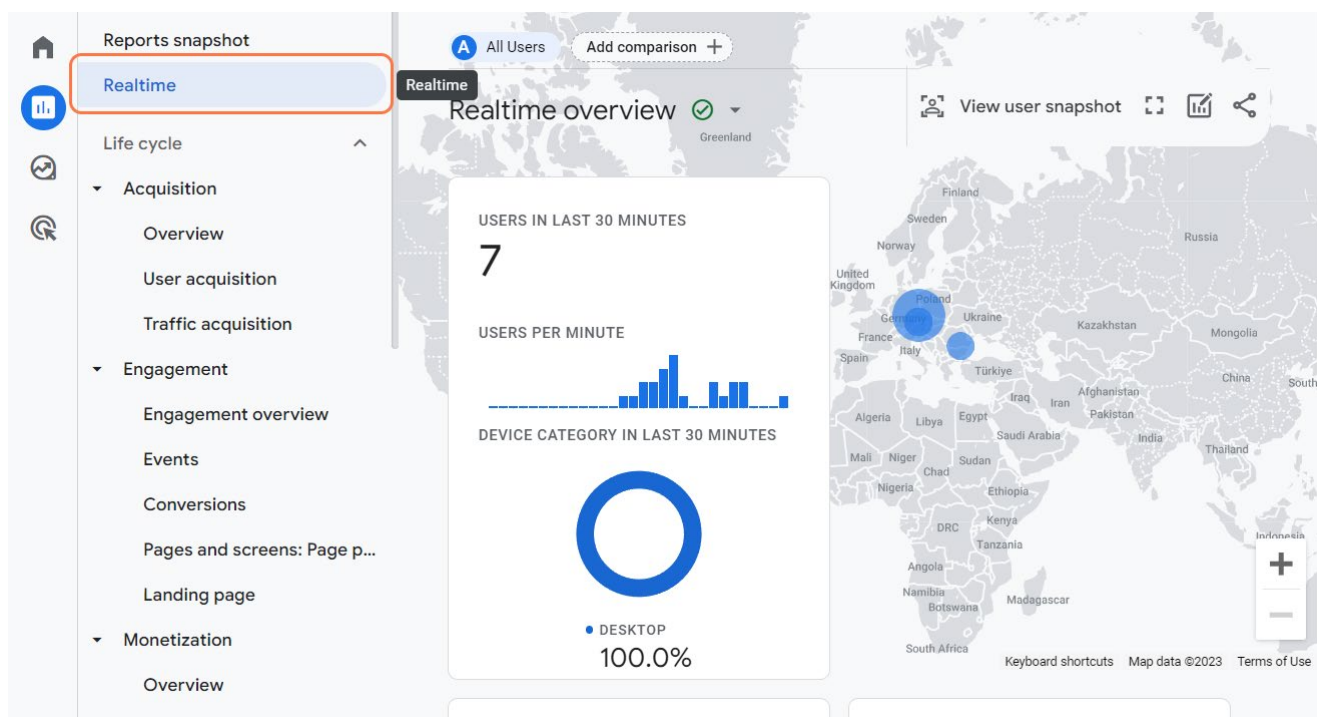 Reports snapshot
Realtime
Realtime
Life cycle
Acquisition
Overview
User acquisition
Traffic acquisition
Engagement
Engagement overview
Events
Conversions
Pages and screens: Page p...
Landing page
Monetization
Overview
A All Users
Add comparison +
Realtime overview
View user snapshot
USERS IN LAST 30 MINUTES
7
USERS PER MINUTE
DEVICE CATEGORY IN LAST 30 MINUTES
DESKTOP
100.0%
Greenland
Finland
Sweden
Norway
Russia
United
Kingdom
Poland
Germany
Ukraine
France
Kazakhstan
Mongolia
Spain
Italy
Türkiye
China
South
Iraq
Iran
Afghanistan
Pakistan
Algeria
Libya
Egypt
Saudi Arabia
India
Thailand
Mali
Niger
Chad
Sudan
Nigeria
Ethiopia
DRC
Kenya
Tanzania
Indonesia
Angola
Namibia
Botswana
Madagascar
South Africa
Keyboard shortcuts Map data ©2023 Terms of Use